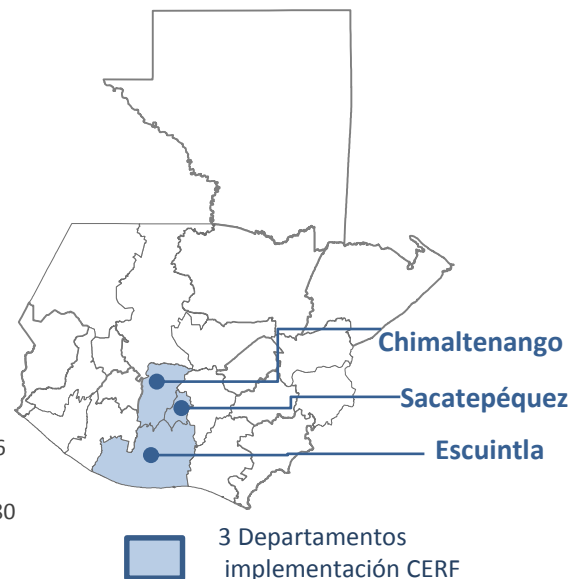 Chimaltenango
Sacatepéquez
Escuintla
3 Departamentos
implementación CERF